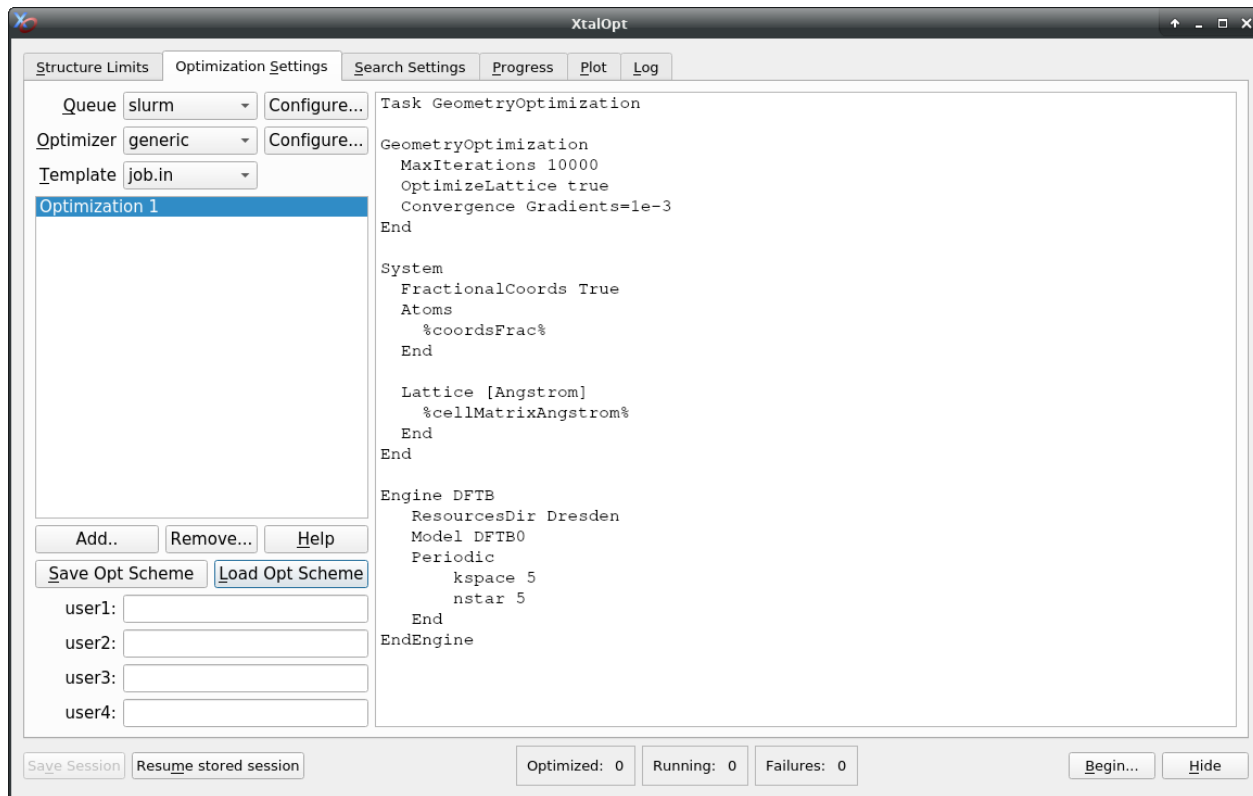 XtalOpt
Structure Limits
Optimization Settings
Search Settings
Progress
Plot
Log
Queue slurm Configure...
Optimizer generic Configure...
Template job.in
Optimization 1
Add.. Remove... Help
Save Opt Scheme Load Opt Scheme
user1:
user2:
user3:
user4:
Task GeometryOptimization
GeometryOptimization
MaxIterations 10000
OptimizeLattice true
Convergence Gradients=1e-3
End
System
FractionalCoords True
Atoms
%coordsFrac%
End
Lattice [Angstrom]
%cellMatrixAngstrom%
End
End
Engine DFTB
ResourcesDir Dresden
Model DFTB0
Periodic
kspace 5
nstar 5
End
EndEngine
Save Session Resume stored session Optimized: 0 Running: 0 Failures: 0 Begin... Hide